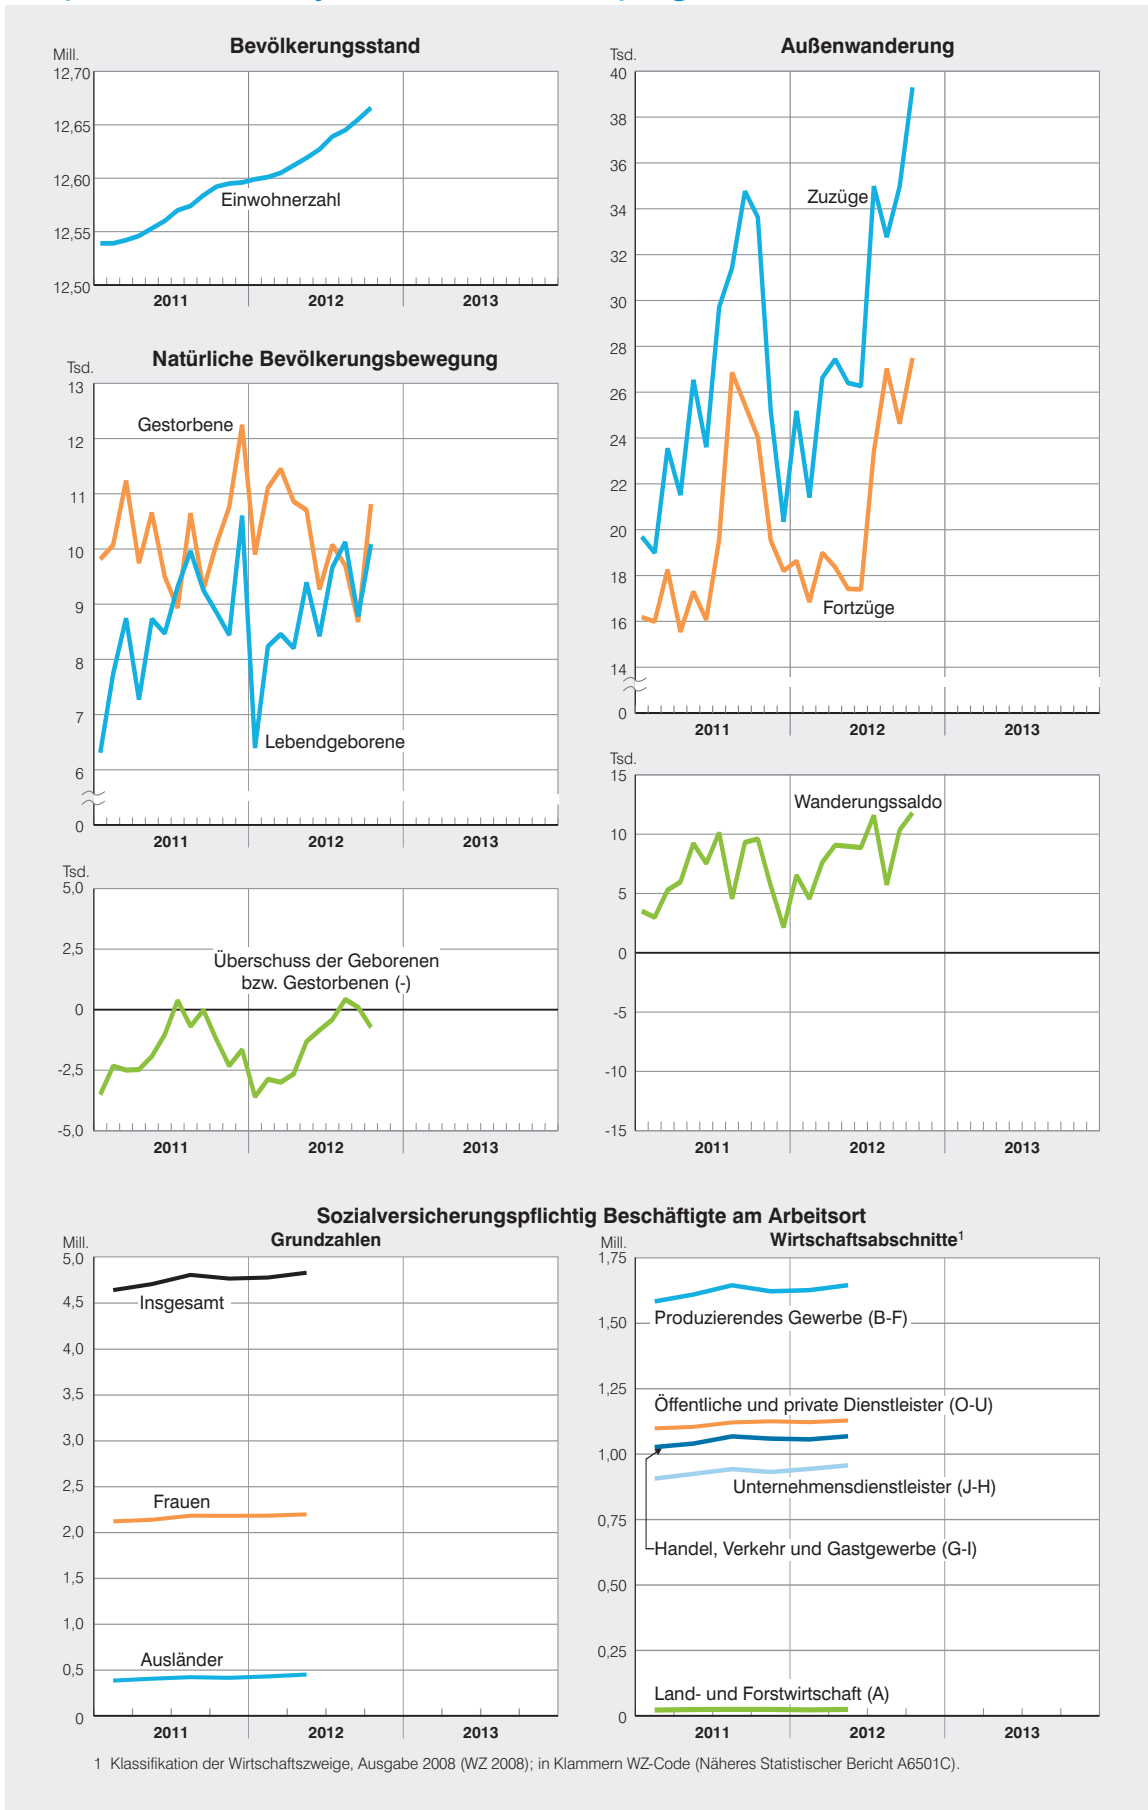 Bevölkerungsstand
Mill.
12,70
12,65
12,60
12,55
12,50
Einwohnerzahl
2011 2012 2013
Natürliche Bevölkerungsbewegung
Tsd.
13
12
11
10
9
8
7
6
0
Gestorbene
Lebendgeborene
2011 2012 2013
Tsd.
5,0
2,5
0
-2,5
-5,0
Überschuss der Geborenen
bzw. Gestorbenen (-)
2011 2012 2013
Außenwanderung
Tsd.
40
38
36
34
32
30
28
26
24
22
20
18
16
14
0
Zuzüge
Fortzüge
2011 2012 2013
Tsd.
15
10
5
0
-5
-10
-15
Wanderungssaldo
2011 2012 2013
Sozialversicherungspflichtig Beschäftigte am Arbeitsort
Grundzahlen
Mill.
5,0
4,5
4,0
3,5
3,0
2,5
2,0
1,5
1,0
0,5
0
Insgesamt
Frauen
Ausländer
2011 2012 2013
Wirtschaftsabschnitte1
Mill.
1,75
1,50
1,25
1,00
0,75
0,50
0,25
0
Produzierendes Gewerbe (B-F)
Öffentliche und private Dienstleister (O-U)
Unternehmensdienstleister (J-H)
Handel, Verkehr und Gastgewerbe (G-I)
Land- und Forstwirtschaft (A)
2011 2012 2013
1 Klassifikation der Wirtschaftszweige, Ausgabe 2008 (WZ 2008); in Klammern WZ-Code (Näheres Statistischer Bericht A6501C).